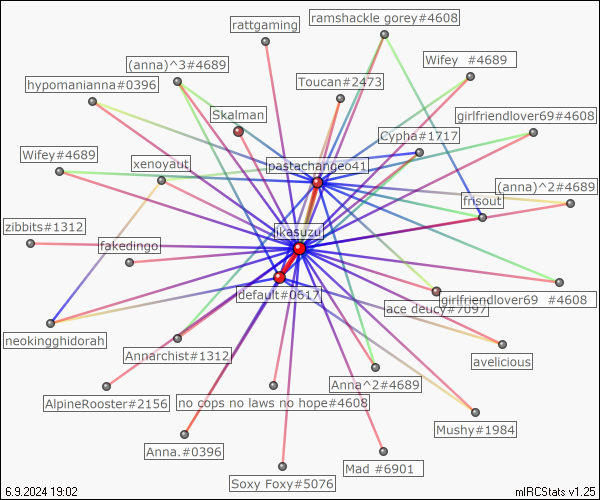 ramshackle gorey#4608
rattgaming
Wifey  #4689
(anna)^3#4689
hypomanianna#0396
Toucan#2473
Skalman
girlfriendlover69#4608
Cypha#1717
Wifey#4689
xenoyaut
pastachangeo41
(anna)^2#4689
frisout
zibbits#1312
jikasuzu
fakedingo
default#0617
girlfriendlover69  #4608
ace deucy#7097
neokingghidorah
Annarchist#1312
avelicious
Anna^2#4689
AlpineRooster#2156
no cops no laws no hope#4608
Mushy#1984
Anna.#0396
Mad #6901
Soxy Foxy#5076
6.9.2024 19:02
mIRCStats v1.25